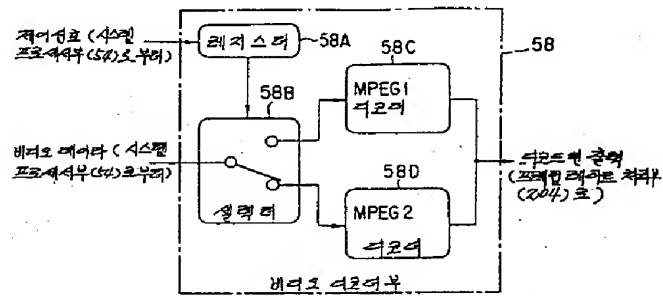 제어신호 (시스템
프로세서부(54)로부터)
레지스터
58A
58
58B
58C
MPEG1
디코더
비디오 데이타 (시스템
프로세서부(54)로부터)
셀렉터
58D
MPEG2
디코더
디코드된 출력
(프레임 레이트 처리부
(204)로)
비디오 디코더부